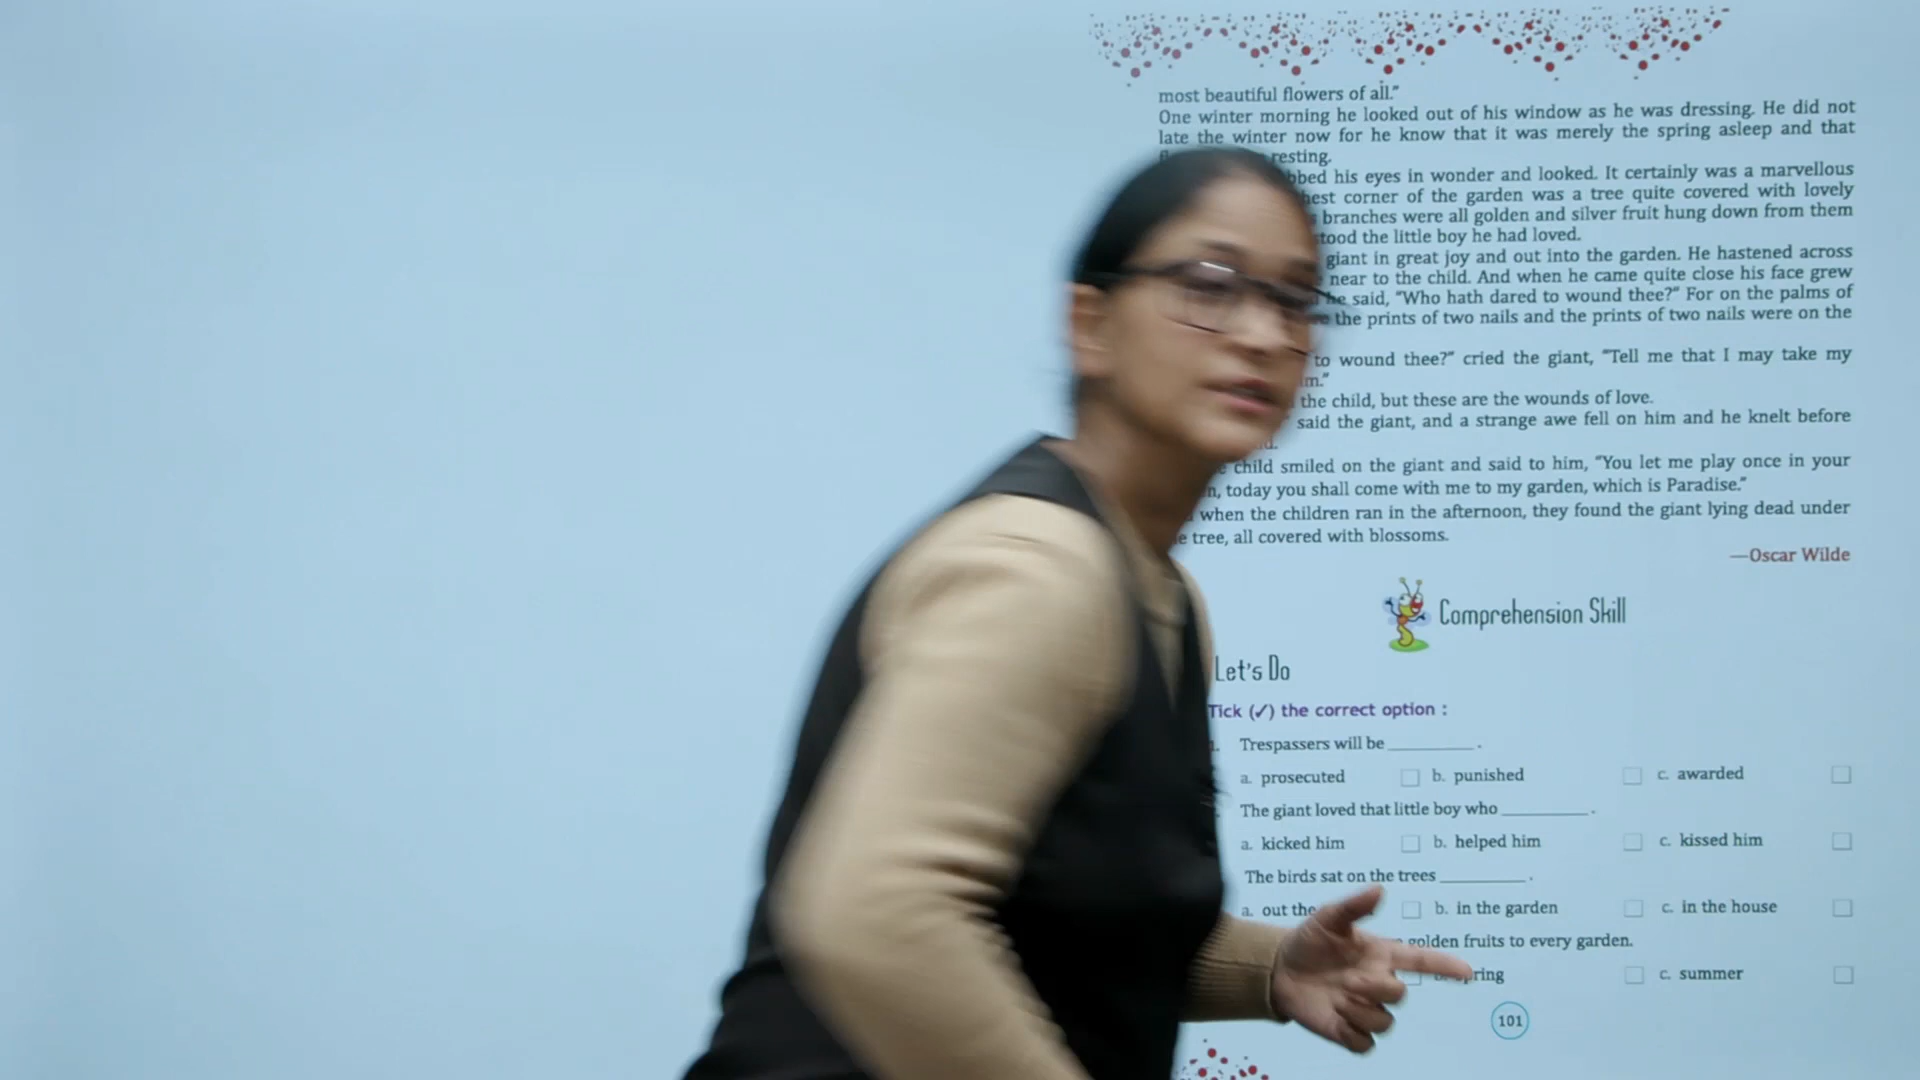 most beautiful flowers of all."
One winter morning he looked out of his window as he was dressing. He did not
late the winter now for he know that it was merely the spring asleep and that
resting.
his eyes in wonder and looked. It certainly was a marvellous
corner of the garden was a tree quite covered with lovely
branches were all golden and silver fruit hung down from them
the little boy he had loved.
giant in great joy and out into the garden. He hastened across
near to the child. And when he came quite close his face grew
he said, "Who hath dared to wound thee?" For on the palms of
the prints of two nails and the prints of two nails were on the
to wound thee?" cried the giant, "Tell me that I may take my
the child, but these are the wounds of love.
said the giant, and a strange awe fell on him and he knelt before
child smiled on the giant and said to him, "You let me play once in your
today you shall come with me to my garden, which is Paradise."
when the children ran in the afternoon, they found the giant lying dead under
tree, all covered with blossoms.
—Oscar Wilde
Comprehension Skill
Let's Do
Tick (✓) the correct option :
Trespassers will be ________ .
a. prosecuted b. punished c. awarded
The giant loved that little boy who ________ .
a. kicked him b. helped him c. kissed him
The birds sat on the trees ________ .
a. out the b. in the garden c. in the house
golden fruits to every garden.
c. summer
101